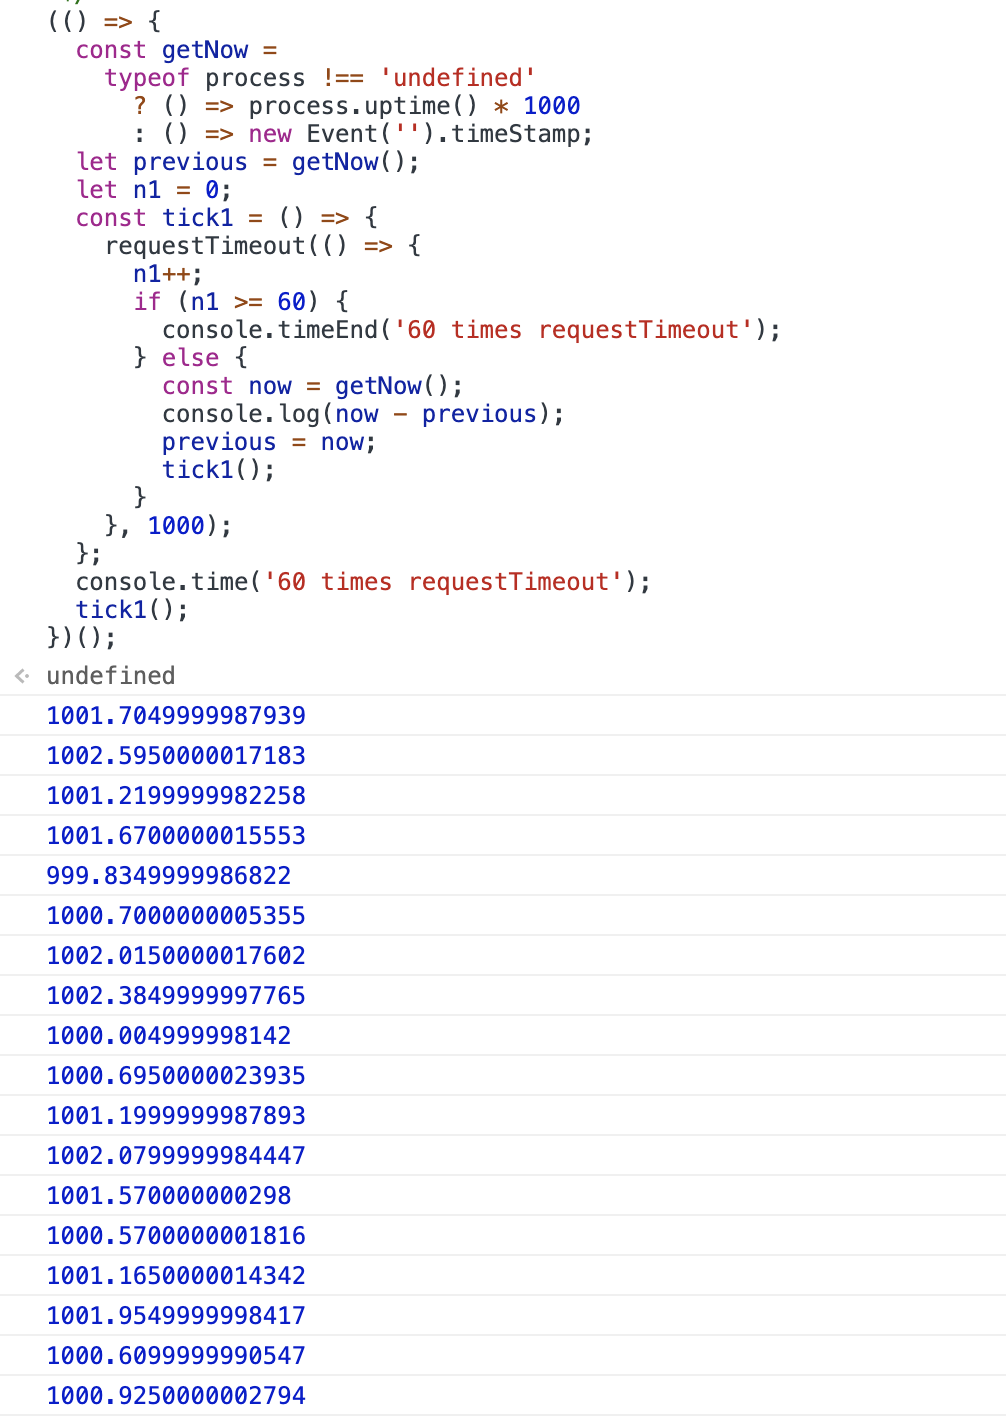 (() => {
  const getNow =
    typeof process !== 'undefined'
      ? () => process.uptime() * 1000
      : () => new Event('').timeStamp;
  let previous = getNow();
  let n1 = 0;
  const tick1 = () => {
    requestTimeout(() => {
      n1++;
      if (n1 >= 60) {
        console.timeEnd('60 times requestTimeout');
      } else {
        const now = getNow();
        console.log(now - previous);
        previous = now;
        tick1();
      }
    }, 1000);
  };
  console.time('60 times requestTimeout');
  tick1();
})();
undefined
1001.7049999987939
1002.5950000017183
1001.2199999982258
1001.6700000015553
999.8349999986822
1000.7000000005355
1002.0150000017602
1002.3849999997765
1000.004999998142
1000.6950000023935
1001.1999999987893
1002.0799999984447
1001.570000000298
1000.5700000001816
1001.1650000014342
1001.9549999998417
1000.6099999990547
1000.9250000002794